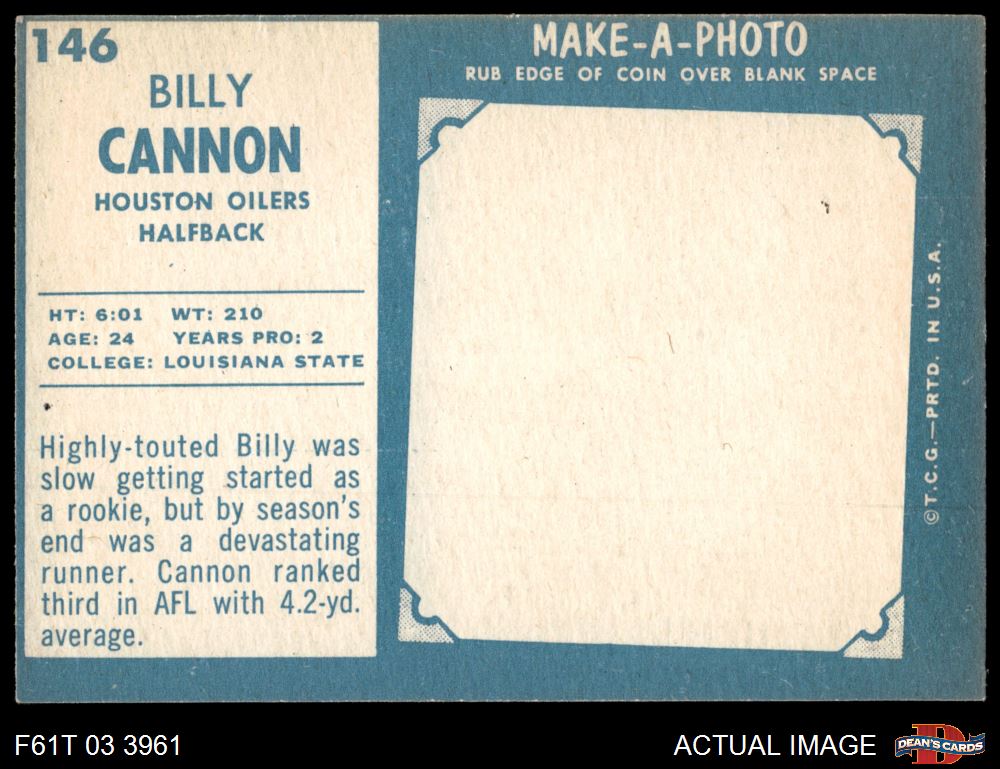 146
BILLY
CANNON
HOUSTON OILERS
HALFBACK
HT: 6:01 WT: 210
AGE: 24 YEARS PRO: 2
COLLEGE: LOUISIANA STATE
Highly-touted Billy was
slow getting started as
a rookie, but by season's
end was a devastating
runner. Cannon ranked
third in AFL with 4.2-yd.
average.
MAKE-A-PHOTO
RUB EDGE OF COIN OVER BLANK SPACE
©T.C.G.—PRTD. IN U.S.A.
F61T 03 3961
ACTUAL IMAGE
D
DEAN'S CARDS